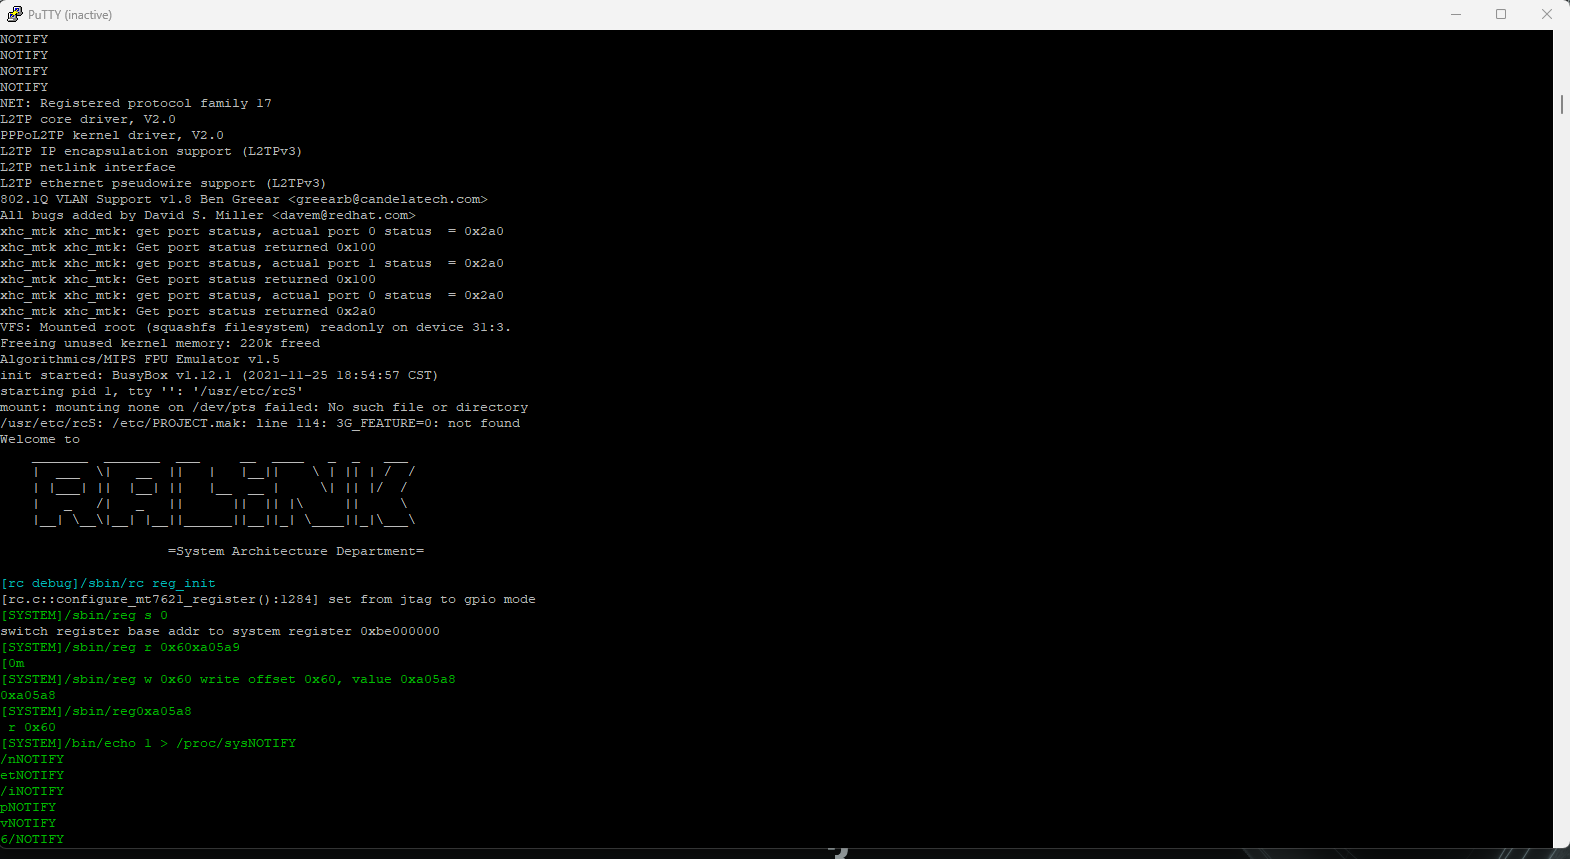 PuTTY (inactive)
NOTIFY
NOTIFY
NOTIFY
NOTIFY
NET: Registered protocol family 17
L2TP core driver, V2.0
PPPoL2TP kernel driver, V2.0
L2TP IP encapsulation support (L2TPv3)
L2TP netlink interface
L2TP ethernet pseudowire support (L2TPv3)
802.1Q VLAN Support v1.8 Ben Greear <greearb@candelatech.com>
All bugs added by David S. Miller <davem@redhat.com>
xhc_mtk xhc_mtk: get port status, actual port 0 status  = 0x2a0
xhc_mtk xhc_mtk: Get port status returned 0x100
xhc_mtk xhc_mtk: get port status, actual port 1 status  = 0x2a0
xhc_mtk xhc_mtk: Get port status returned 0x100
xhc_mtk xhc_mtk: get port status, actual port 0 status  = 0x2a0
xhc_mtk xhc_mtk: Get port status returned 0x2a0
VFS: Mounted root (squashfs filesystem) readonly on device 31:3.
Freeing unused kernel memory: 220k freed
Algorithmics/MIPS FPU Emulator v1.5
init started: BusyBox v1.12.1 (2021-11-25 18:54:57 CST)
starting pid 1, tty '': '/usr/etc/rcS'
mount: mounting none on /dev/pts failed: No such file or directory
/usr/etc/rcS: /etc/PROJECT.mak: line 114: 3G_FEATURE=0: not found
Welcome to
RALiNK
=System Architecture Department=
[rc debug]/sbin/rc reg_init
[rc.c::configure_mt7621_register():1284] set from jtag to gpio mode
[SYSTEM]/sbin/reg s 0
switch register base addr to system register 0xbe000000
[SYSTEM]/sbin/reg r 0x60xa05a9
[0m
[SYSTEM]/sbin/reg w 0x60 write offset 0x60, value 0xa05a8
0xa05a8
[SYSTEM]/sbin/reg0xa05a8
r 0x60
[SYSTEM]/bin/echo 1 > /proc/sysNOTIFY
/nNOTIFY
etNOTIFY
/iNOTIFY
pNOTIFY
vNOTIFY
6/NOTIFY